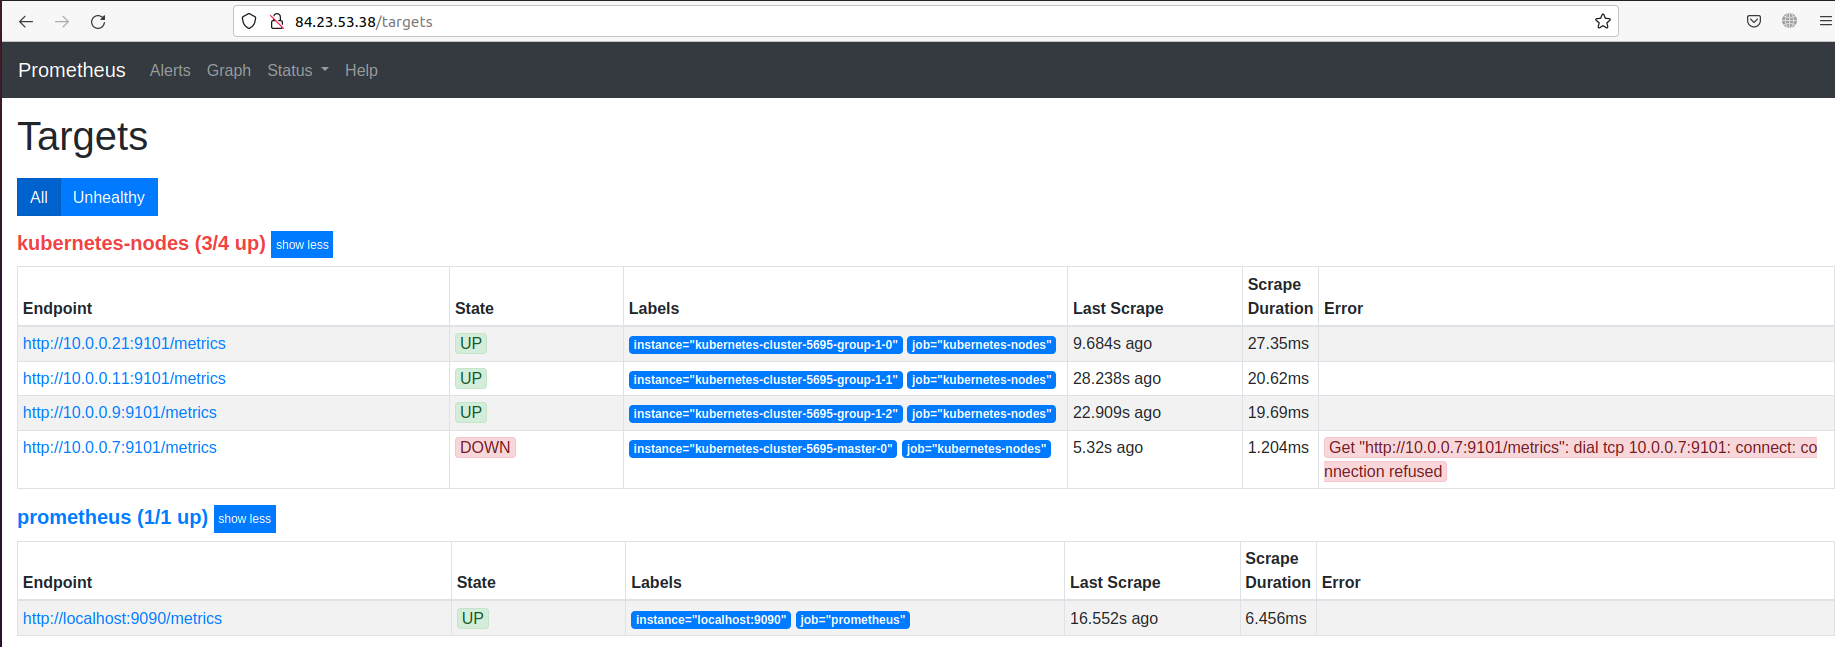 84.23.53.38/targets
Prometheus Alerts Graph Status Help
Targets
All Unhealthy
kubernetes-nodes (3/4 up) show less
Endpoint State Labels Last Scrape Scrape Duration Error
http://10.0.0.21:9101/metrics UP instance="kubernetes-cluster-5695-group-1-0" job="kubernetes-nodes" 9.684s ago 27.35ms
http://10.0.0.11:9101/metrics UP instance="kubernetes-cluster-5695-group-1-1" job="kubernetes-nodes" 28.238s ago 20.62ms
http://10.0.0.9:9101/metrics UP instance="kubernetes-cluster-5695-group-1-2" job="kubernetes-nodes" 22.909s ago 19.69ms
http://10.0.0.7:9101/metrics DOWN instance="kubernetes-cluster-5695-master-0" job="kubernetes-nodes" 5.32s ago 1.204ms Get "http://10.0.0.7:9101/metrics": dial tcp 10.0.0.7:9101: connect: co
nnection refused
prometheus (1/1 up) show less
Endpoint State Labels Last Scrape Scrape Duration Error
http://localhost:9090/metrics UP instance="localhost:9090" job="prometheus" 16.552s ago 6.456ms